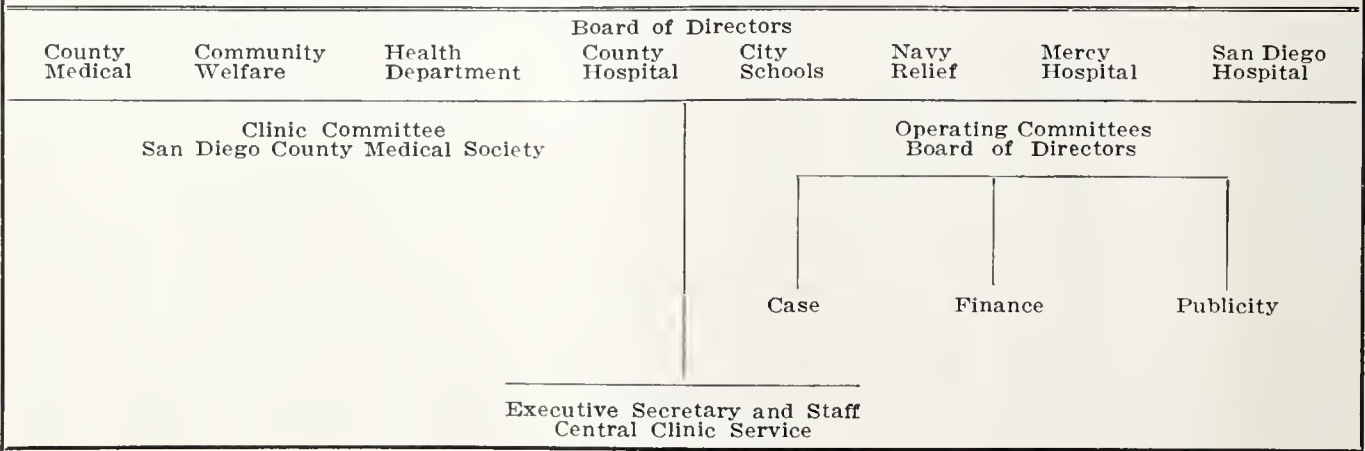 Board of Directors
County Medical
Community Welfare
Health Department
County Hospital
City Schools
Navy Relief
Mercy Hospital
San Diego Hospital
Clinic Committee
San Diego County Medical Society
Operating Committees
Board of Directors
Case Finance Publicity
Executive Secretary and Staff
Central Clinic Service